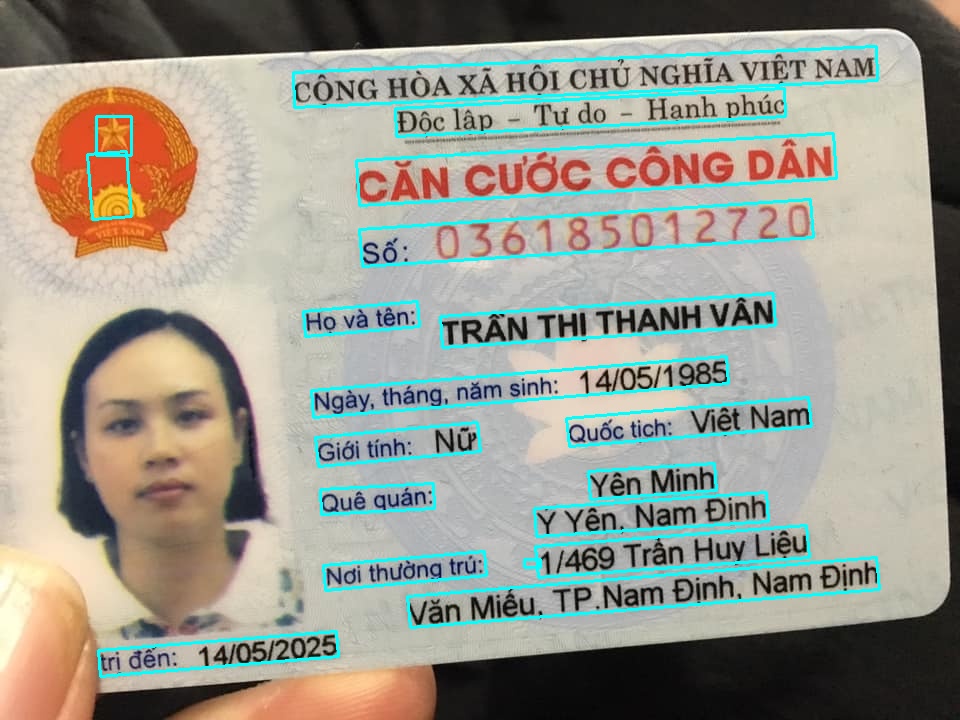 CỘNG HÒA XÃ HỘI CHỦ NGHĨA VIỆT NAM
Độc lập - Tự do - Hạnh phúc
CĂN CƯỚC CÔNG DÂN
Số: 036185012720
VIỆT NAM
Họ và tên: TRẦN THỊ THANH VÂN
Ngày, tháng, năm sinh: 14/05/1985
Giới tính: Nữ Quốc tịch: Việt Nam
Quê quán: Yên Minh
Ý Yên, Nam Định
Nơi thường trú: 1/469 Trần Huy Liệu
Văn Miếu, TP.Nam Định, Nam Định
trị đến: 14/05/2025